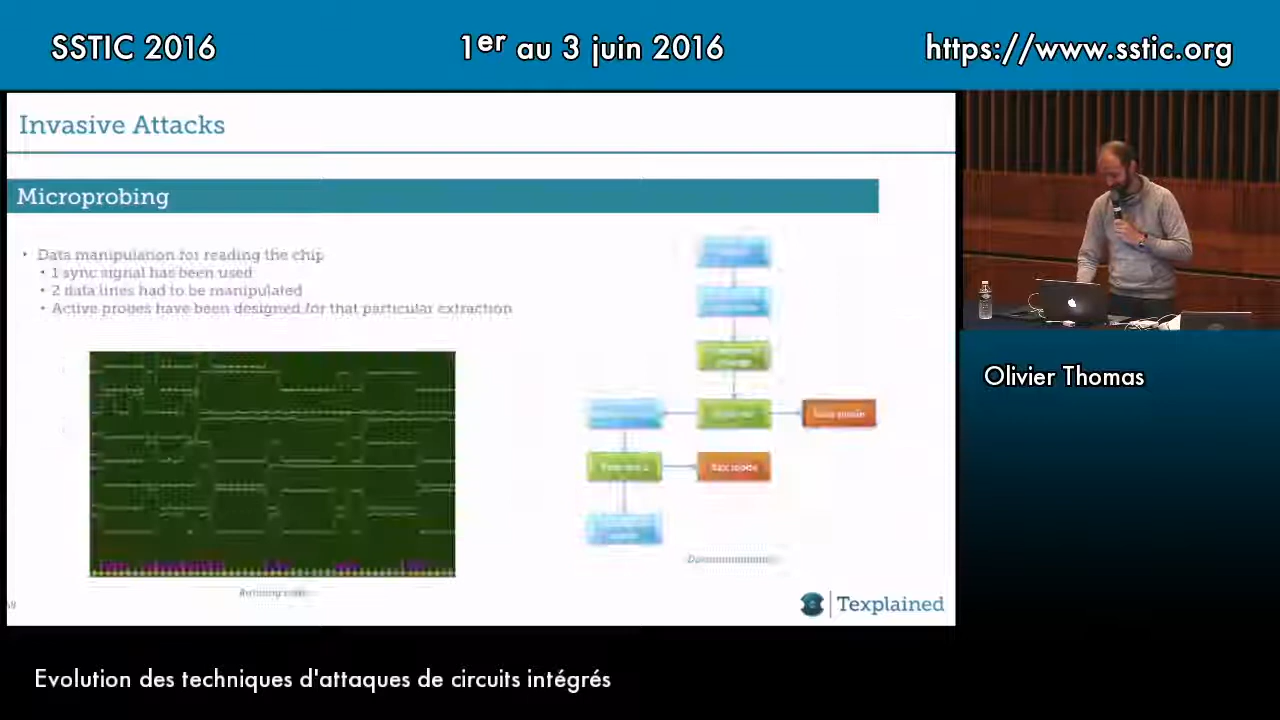 SSTIC 2016
1er au 3 juin 2016
https://www.sstic.org
Invasive Attacks
Microprobing
• Data manipulation for reading the chip
• 1 sync signal has been used
• 2 data lines had to be manipulated
• Active probes have been designed for that particular extraction
Texplained
Olivier Thomas
Evolution des techniques d'attaques de circuits intégrés